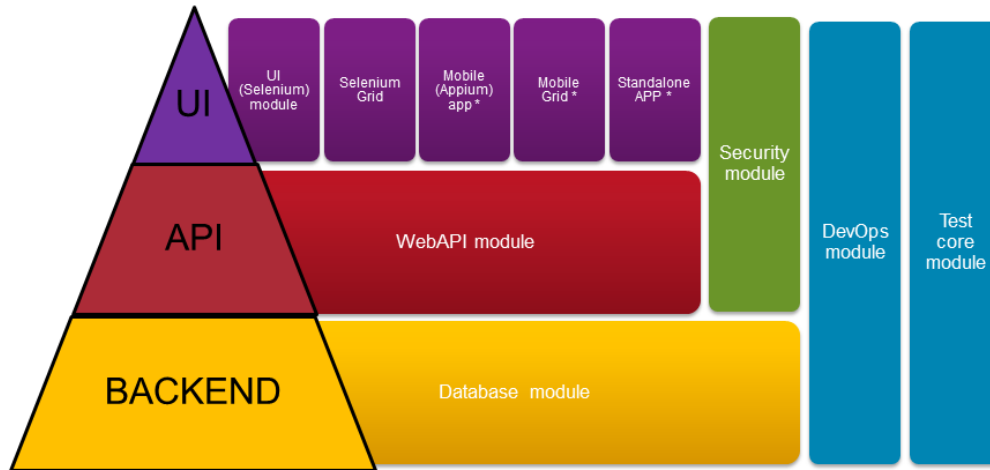 UI
UI
(Selenium)
module
Selenium
Grid
Mobile
(Appium)
app *
Mobile
Grid *
Standalone
APP *
Security
module
DevOps
module
Test
core
module
API
WebAPI module
BACKEND
Database module